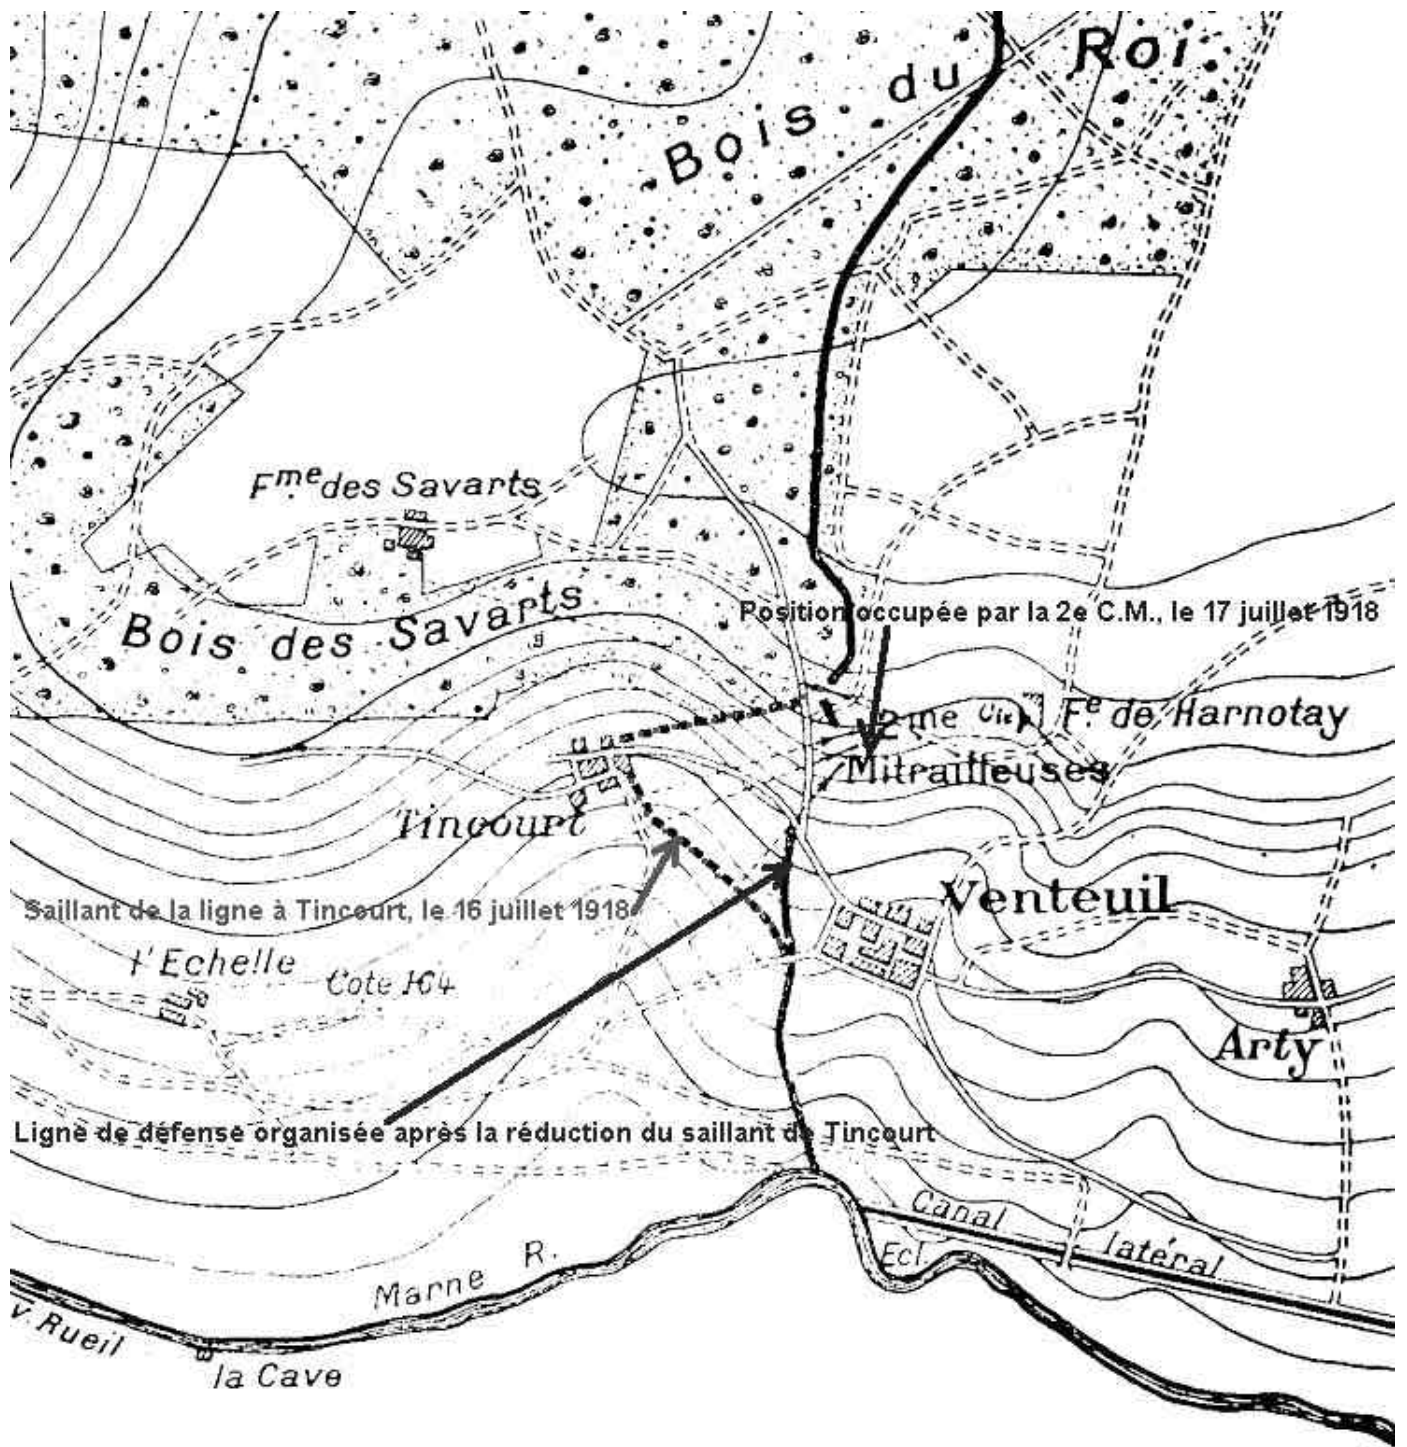 Bois du Roi
Fme des Savarts
Bois des Savarts
Position occupée par la 2e C.M., le 17 juillet 1918
2me Cie
Fe de Harnotay
Mitrailleuses
Tincourt
Venteuil
Saillant de la ligne à Tincourt, le 16 juillet 1918
l'Echelle
Cote 164
Arty
Ligne de défense organisée après la réduction du saillant de Tincourt
Canal latéral
Ecl.
Marne R.
v. Rueil
la Cave